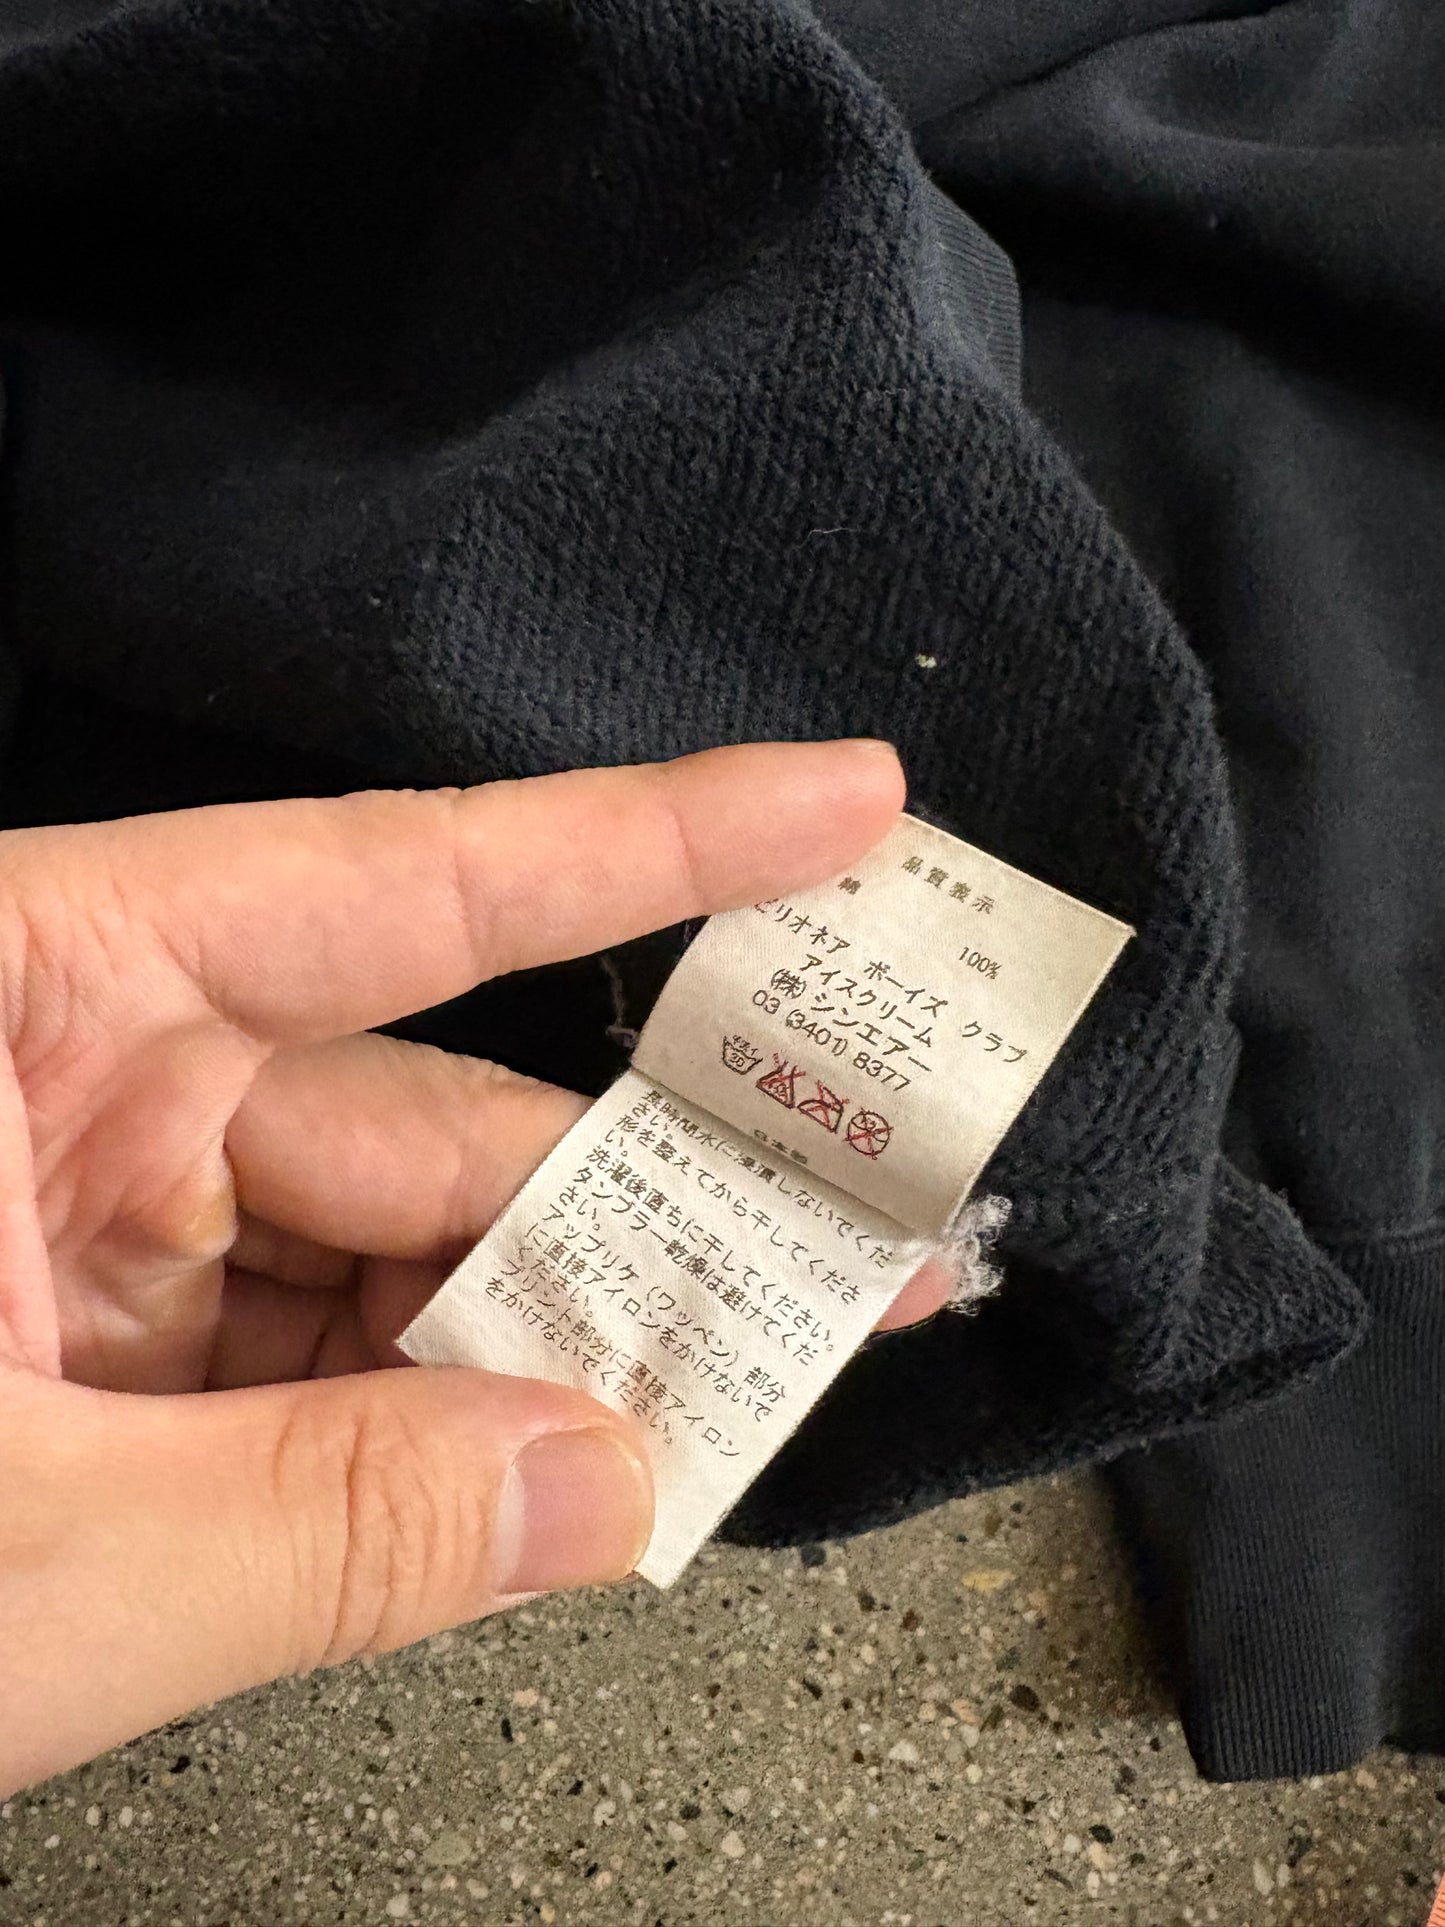 品質表示
綿 100%
ビリオネア ボーイズ クラブ
アイスクリーム
(株)シンエアー
03 (3401) 8377
日本製
長時間水に浸漬しないでくだ
さい。
形を整えてから干してくださ
い。
洗濯後直ちに干してください。
タンブラー乾燥は避けてくだ
さい。
アップリケ (ワッペン) 部分
に直接アイロンをかけないで
ください。
プリント部分に直接アイロン
をかけないでください。